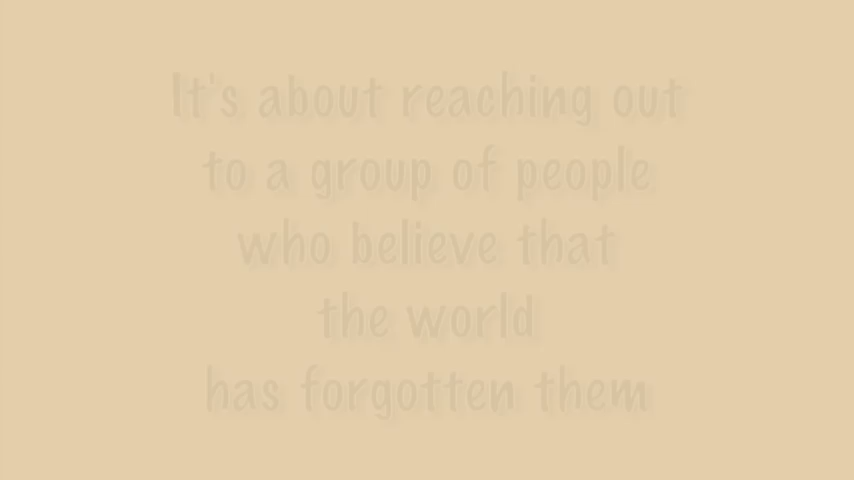 It's about reaching out
to a group of people
who believe that
the world
has forgotten them